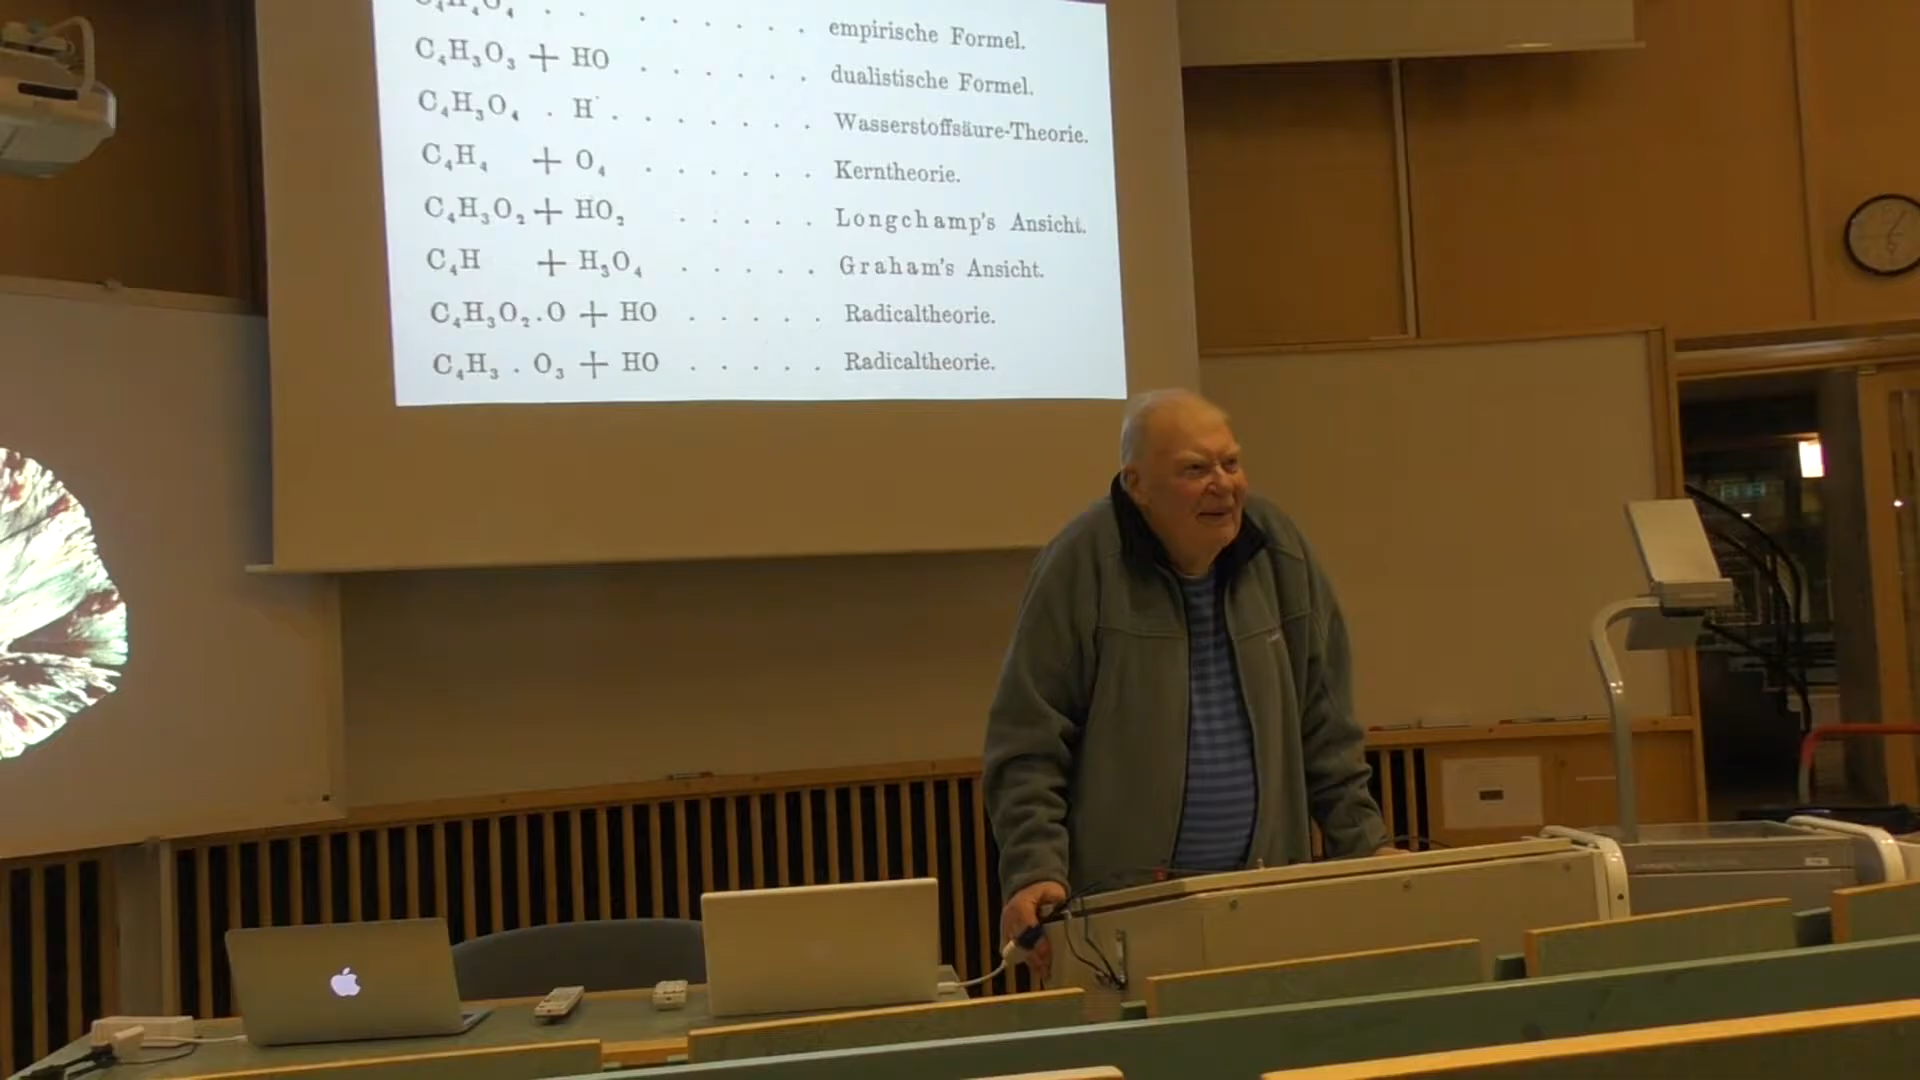 C₄H₄O₄ . . . . . . . . empirische Formel.
C₄H₃O₃ + HO . . . . . . dualistische Formel.
C₄H₃O₄ . H . . . . . . . Wasserstoffsäure-Theorie.
C₄H₄ + O₄ . . . . . . Kerntheorie.
C₄H₃O₂ + HO₂ . . . . . Longchamp's Ansicht.
C₄H + H₃O₄ . . . . . Graham's Ansicht.
C₄H₃O₂.O + HO . . . . . Radicaltheorie.
C₄H₃ . O₃ + HO . . . . . Radicaltheorie.